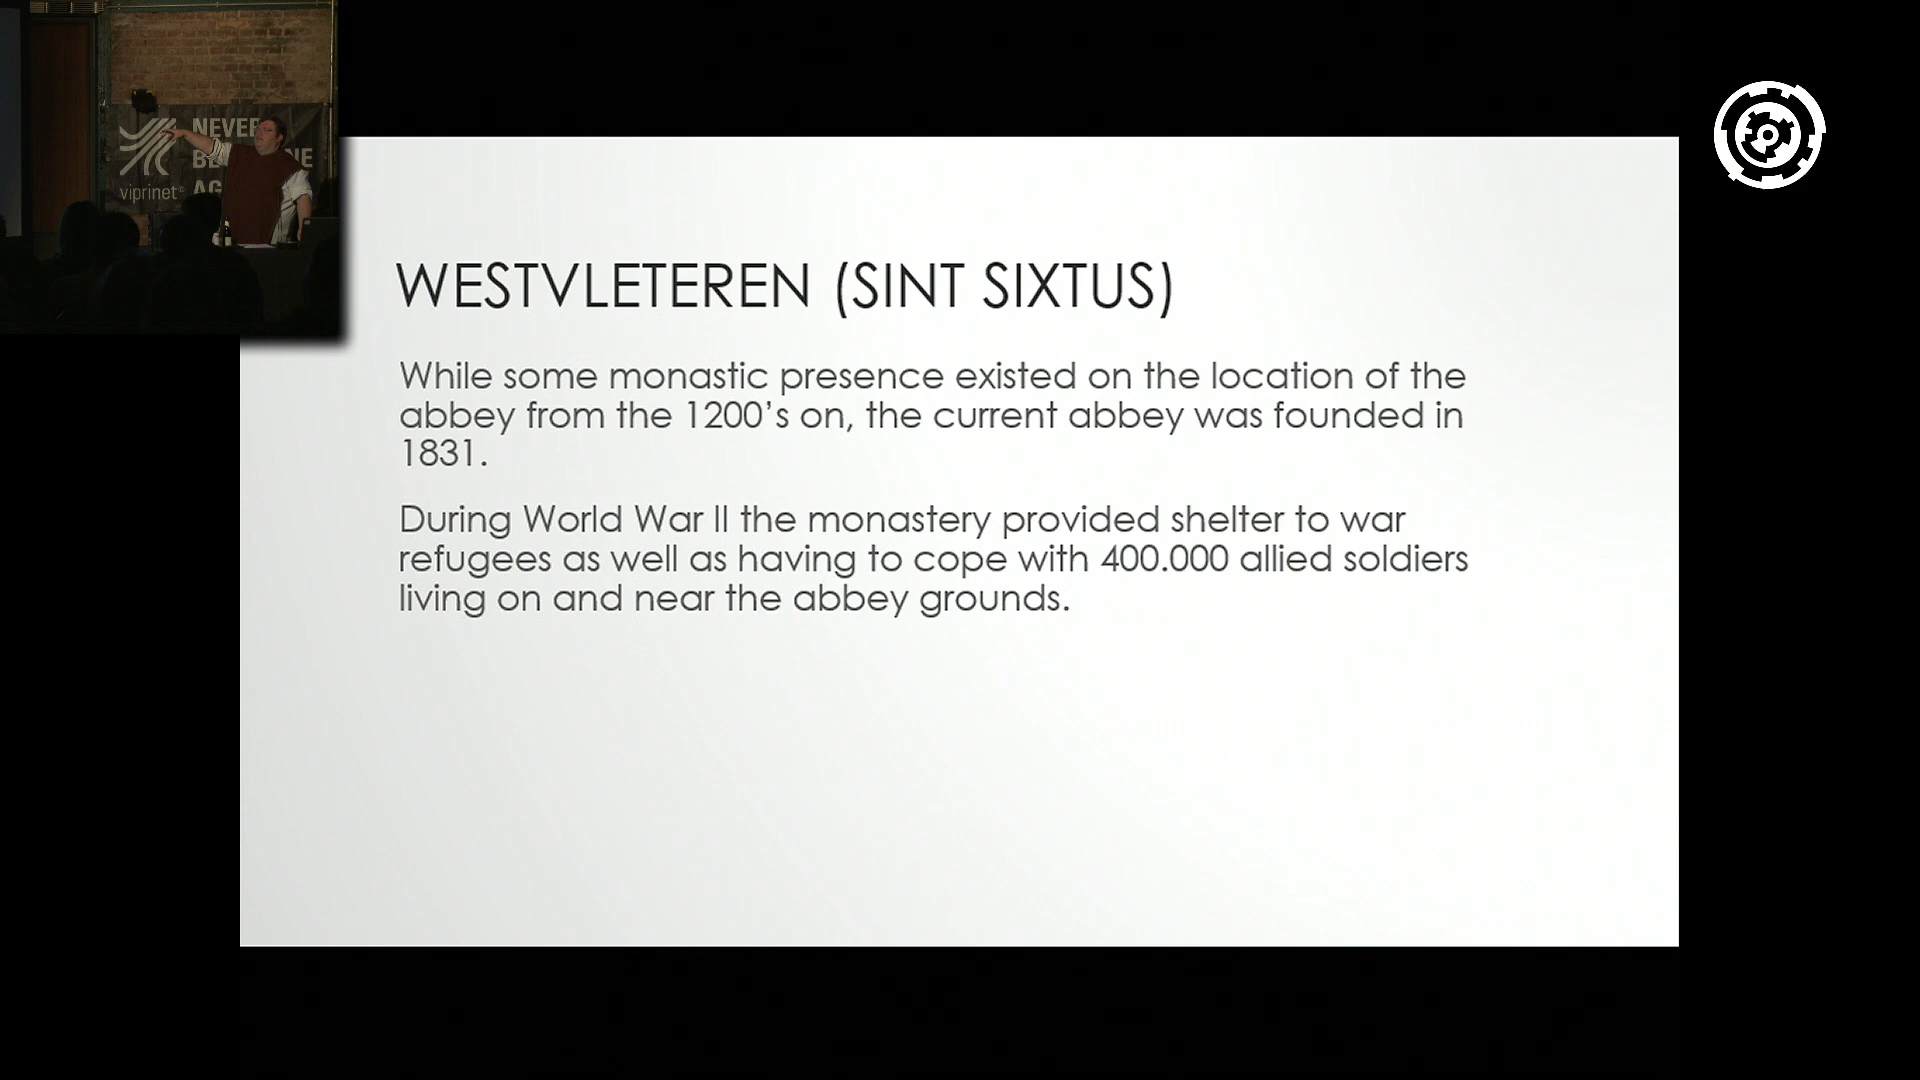 NEVER
viprinet
WESTVLETEREN (SINT SIXTUS)
While some monastic presence existed on the location of the
abbey from the 1200’s on, the current abbey was founded in
1831.
During World War II the monastery provided shelter to war
refugees as well as having to cope with 400.000 allied soldiers
living on and near the abbey grounds.